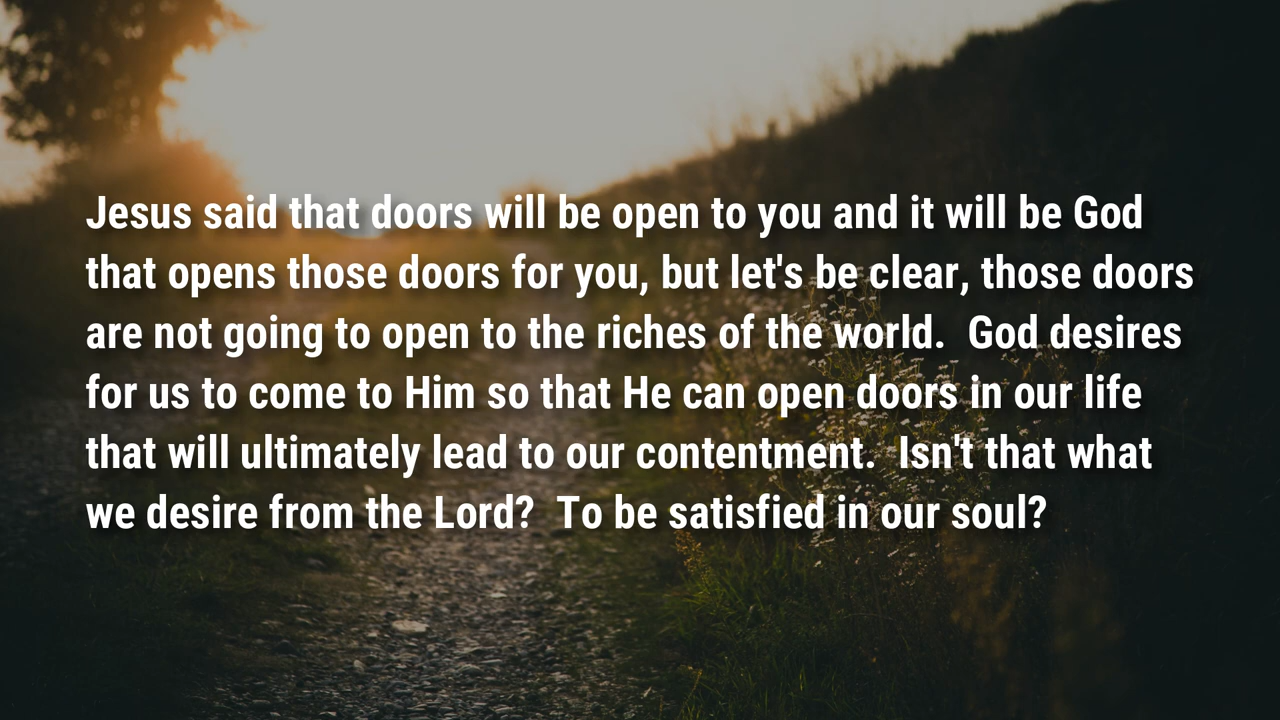 Jesus said that doors will be open to you and it will be God
that opens those doors for you, but let's be clear, those doors
are not going to open to the riches of the world.  God desires
for us to come to Him so that He can open doors in our life
that will ultimately lead to our contentment.  Isn't that what
we desire from the Lord?  To be satisfied in our soul?